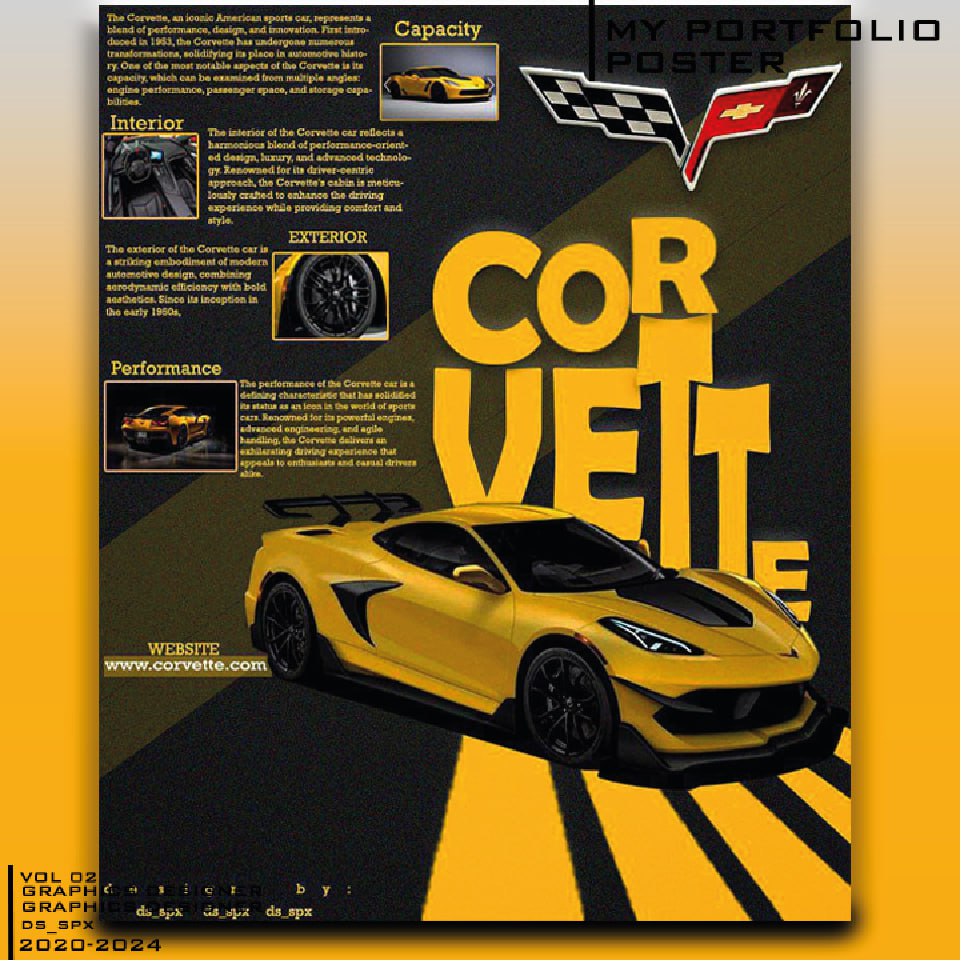 MY PORTFOLIO
POSTER
The Corvette, an iconic American sports car, represents a
blend of performance, design, and innovation. First intro-
duced in 1953, the Corvette has undergone numerous
transformations, solidifying its place in automotive histo-
ry. One of the most notable aspects of the Corvette is its
capacity, which can be examined from multiple angles:
engine performance, passenger space, and storage capa-
bilities.
Capacity
Interior
The interior of the Corvette car reflects a
harmonious blend of performance-orient-
ed design, luxury, and advanced technolo-
gy. Renowned for its driver-centric
approach, the Corvette's cabin is meticu-
lously crafted to enhance the driving
experience while providing comfort and
style.
EXTERIOR
The exterior of the Corvette car is
a striking embodiment of modern
automotive design, combining
aerodynamic efficiency with bold
aesthetics. Since its inception in
the early 1950s,
Performance
The performance of the Corvette car is a
defining characteristic that has solidified
its status as an icon in the world of sports
cars. Renowned for its powerful engines,
advanced engineering, and agile
handling, the Corvette delivers an
exhilarating driving experience that
appeals to enthusiasts and casual drivers
alike.
COR
VETTE
WEBSITE
www.corvette.com
design by:
ds_spx ds_spx ds_spx
VOL 02
GRAPHICS DESIGNER
GRAPHICS DESIGNER
DS_SPX
2020-2024